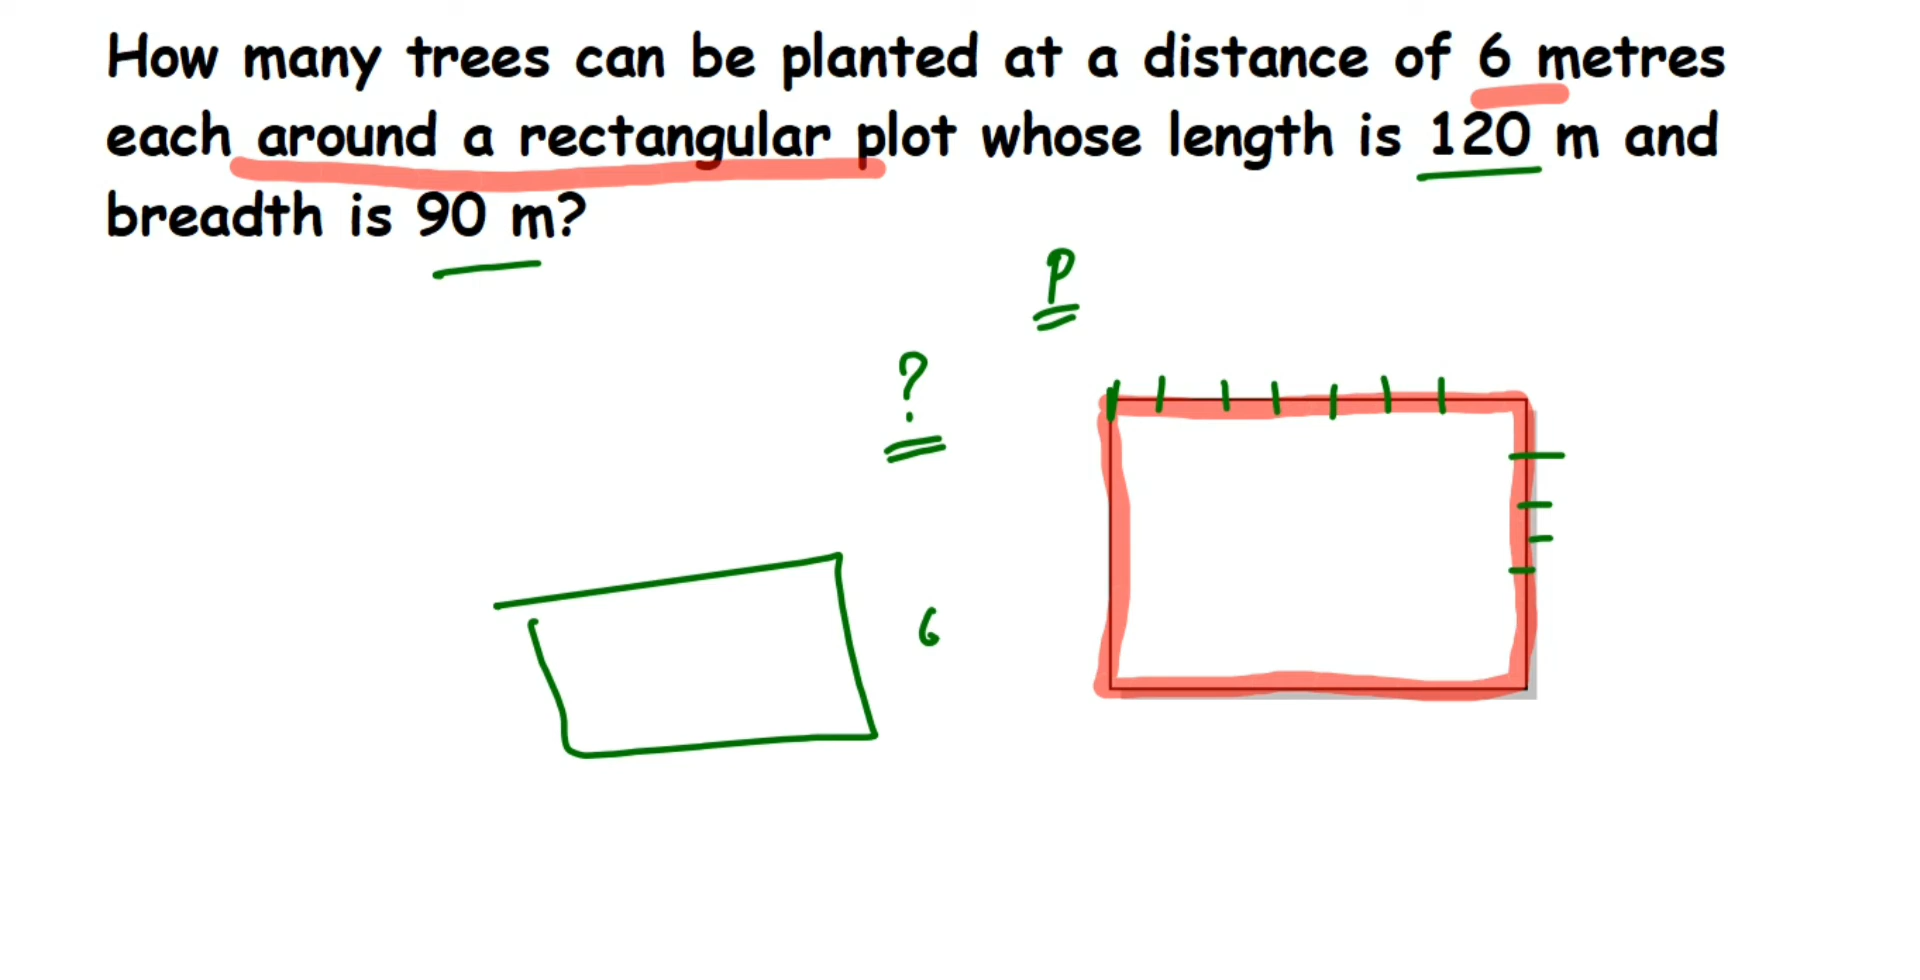 How many trees can be planted at a distance of 6 metres
each around a rectangular plot whose length is 120 m and
breadth is 90 m?
P
?
6